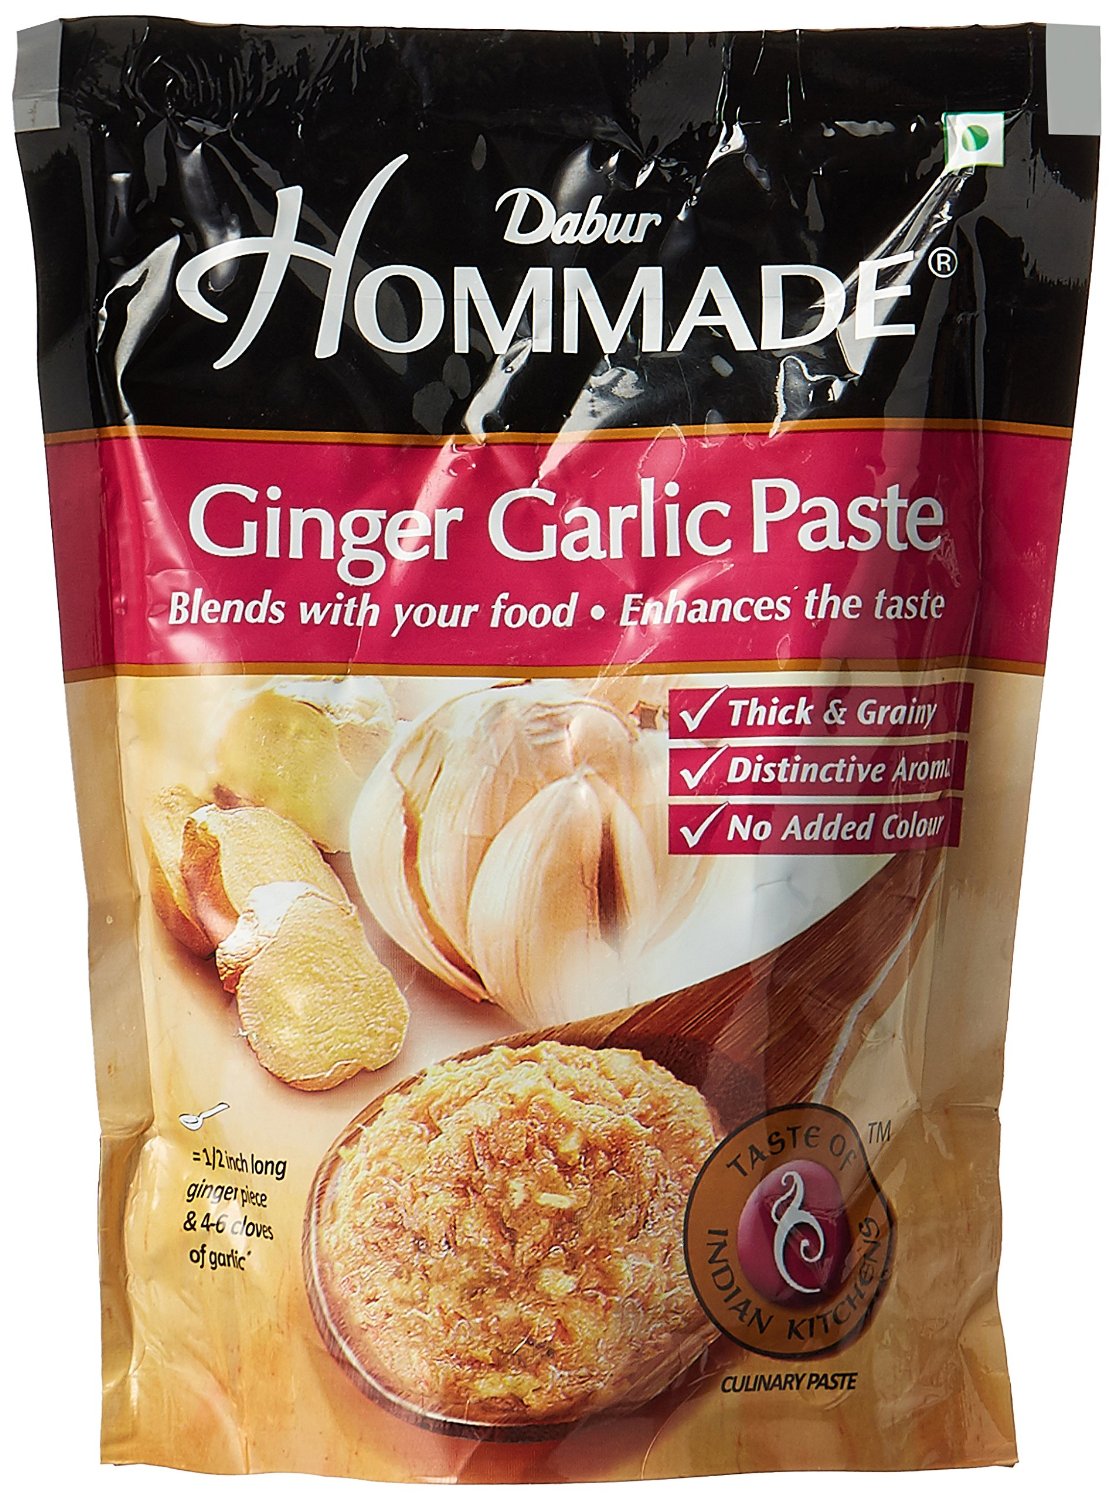 Dabur
HOMMADE®
Ginger Garlic Paste
Blends with your food • Enhances the taste
✓ Thick & Grainy
✓ Distinctive Aroma
✓ No Added Colour
= 1/2 inch long
ginger piece
& 4-6 cloves
of garlic*
TASTE OF
INDIAN KITCHENS
TM
CULINARY PASTE